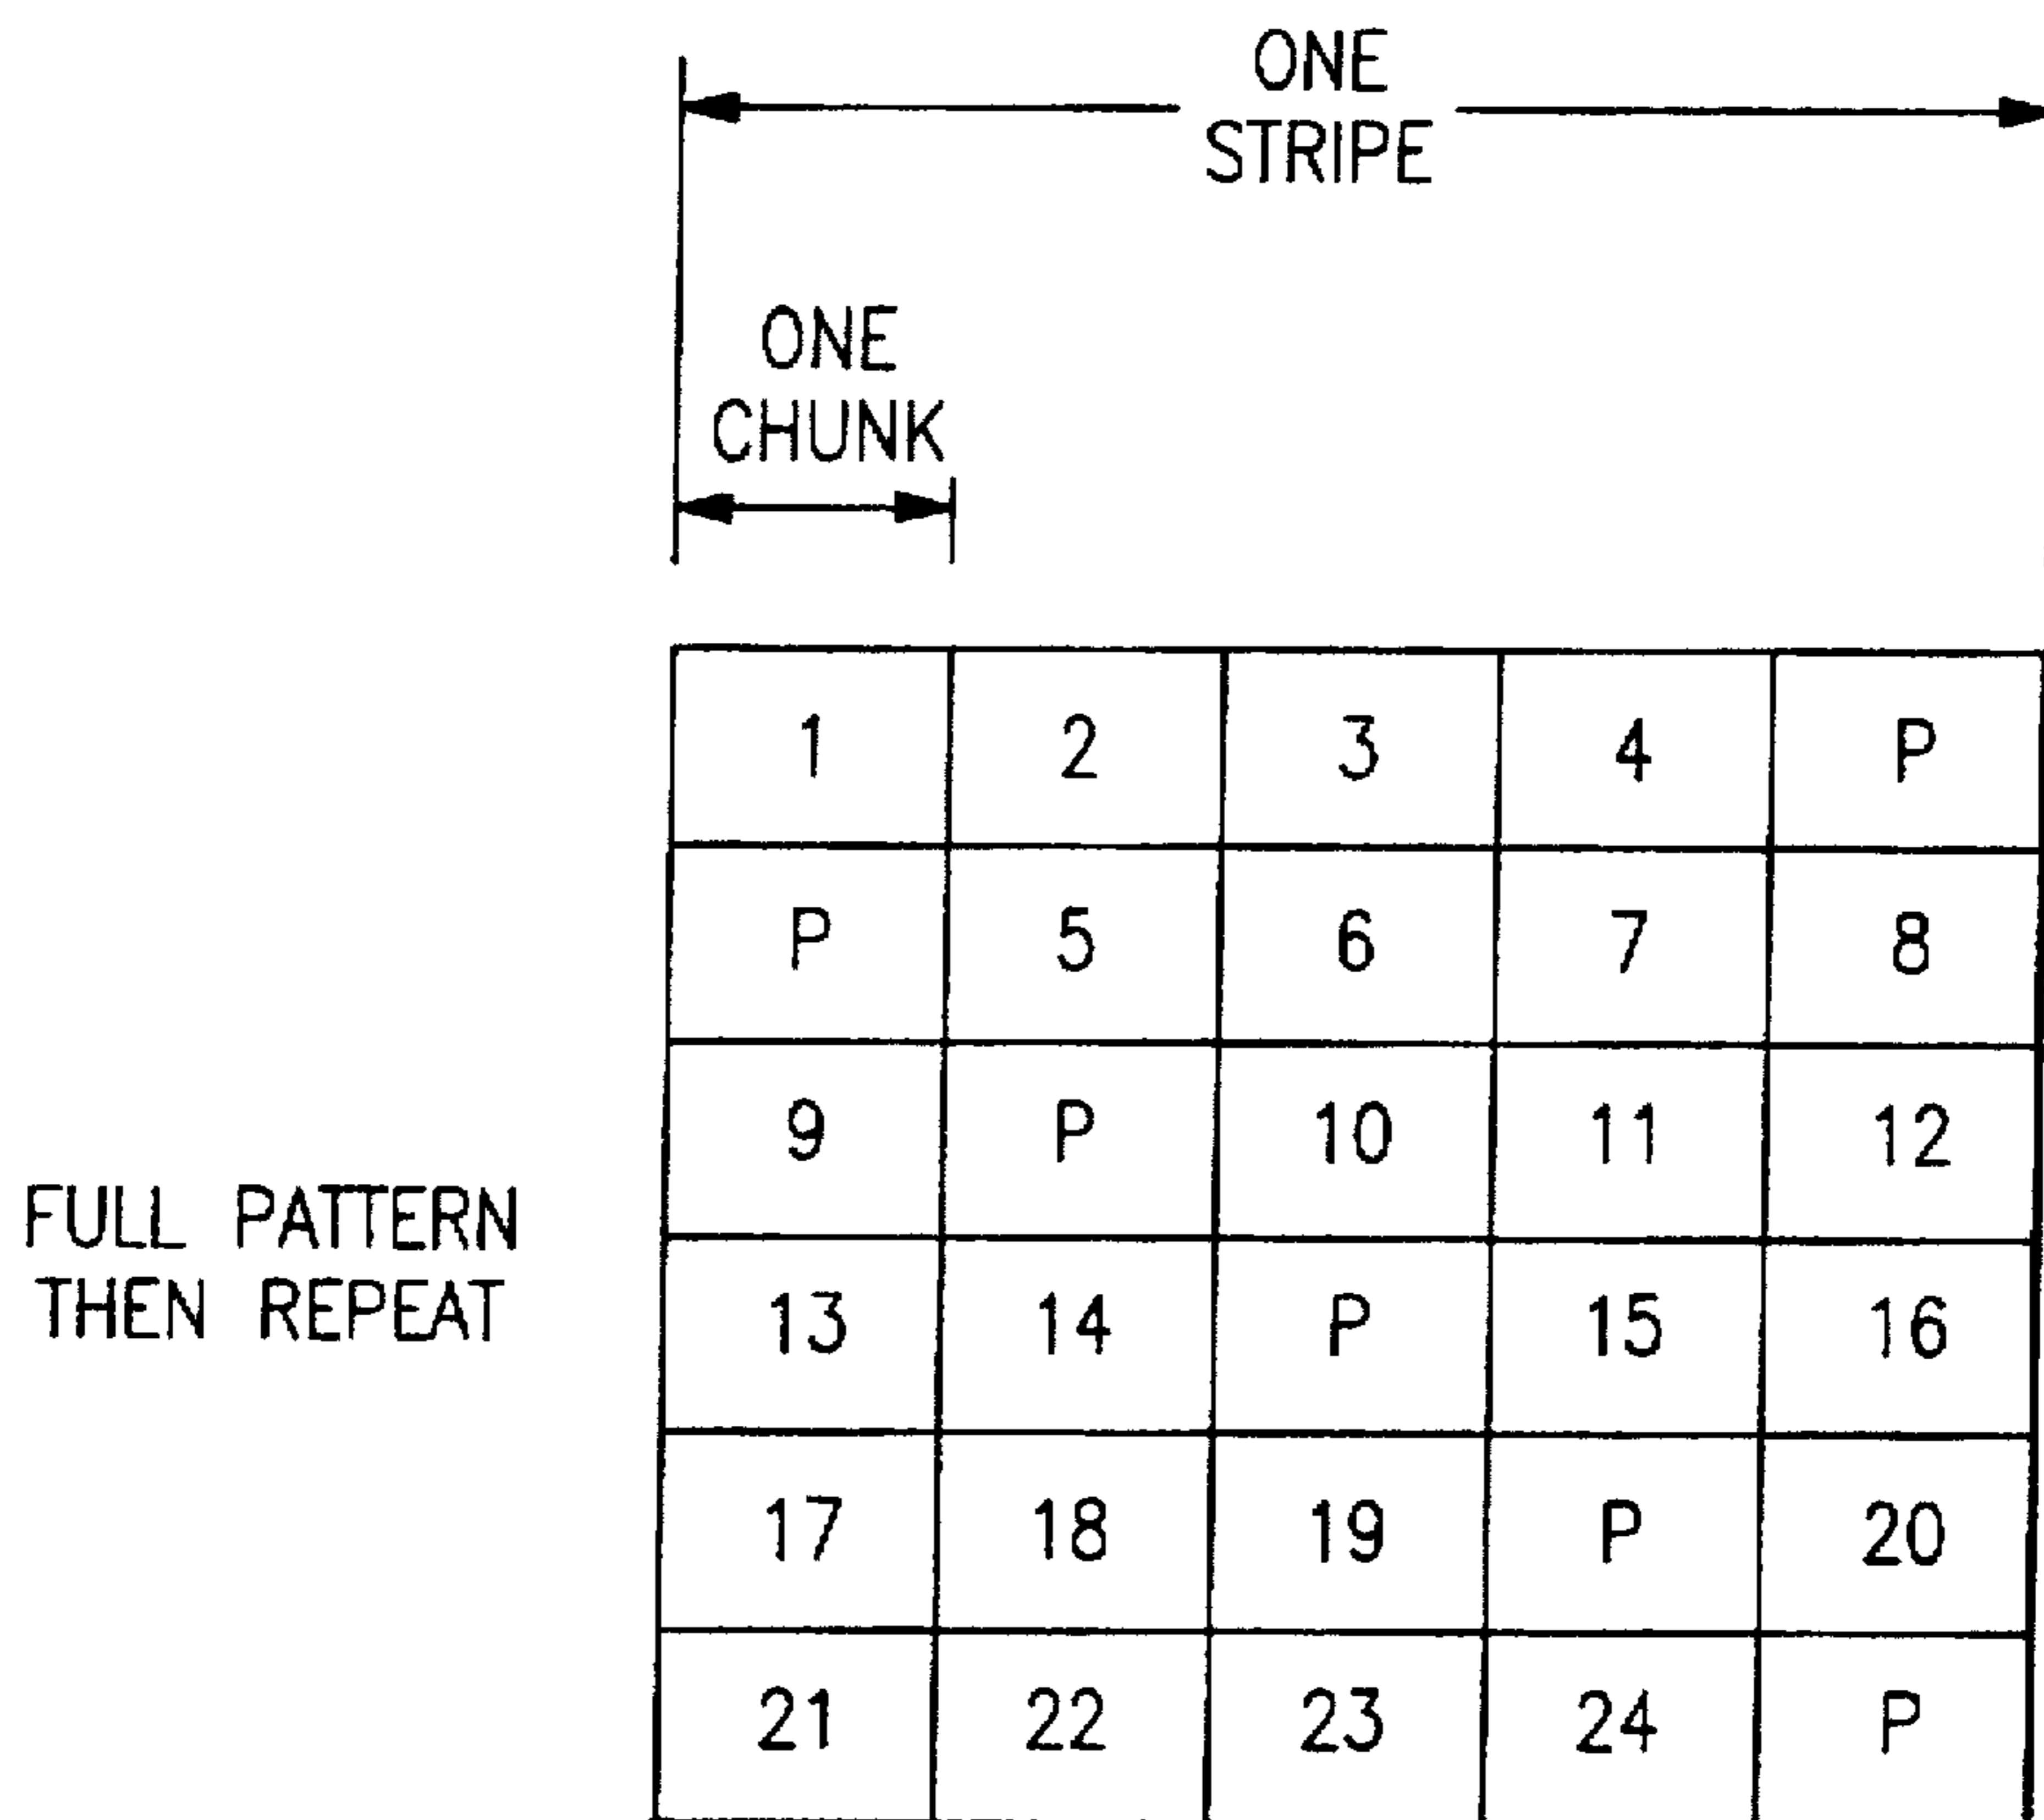 ONE
STRIPE
ONE
CHUNK
1 2 3 4 P
P 5 6 7 8
9 P 10 11 12
FULL PATTERN
THEN REPEAT
13 14 P 15 16
17 18 19 P 20
21 22 23 24 P